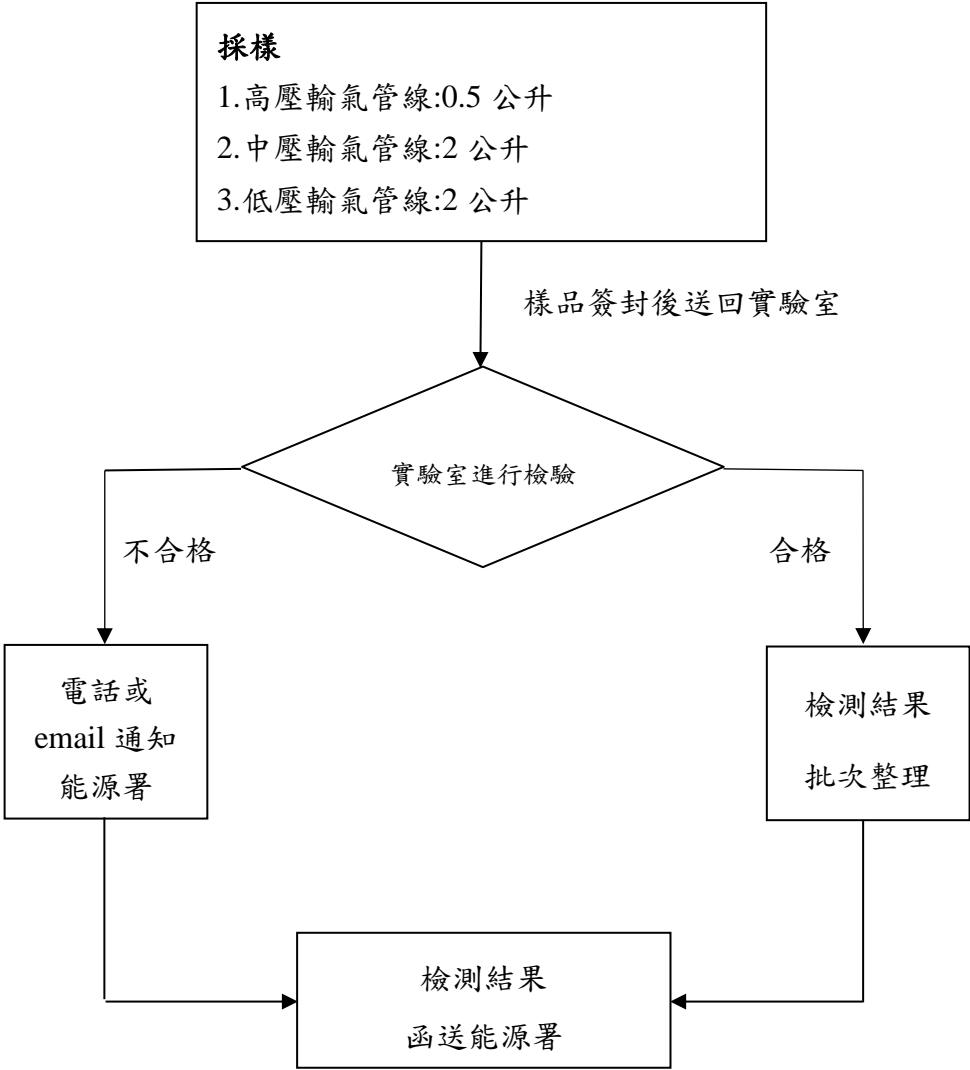 採樣
1.高壓輸氣管線:0.5 公升
2.中壓輸氣管線:2 公升
3.低壓輸氣管線:2 公升
樣品簽封後送回實驗室
實驗室進行檢驗
不合格
合格
電話或
email 通知
能源署
檢測結果
批次整理
檢測結果
函送能源署